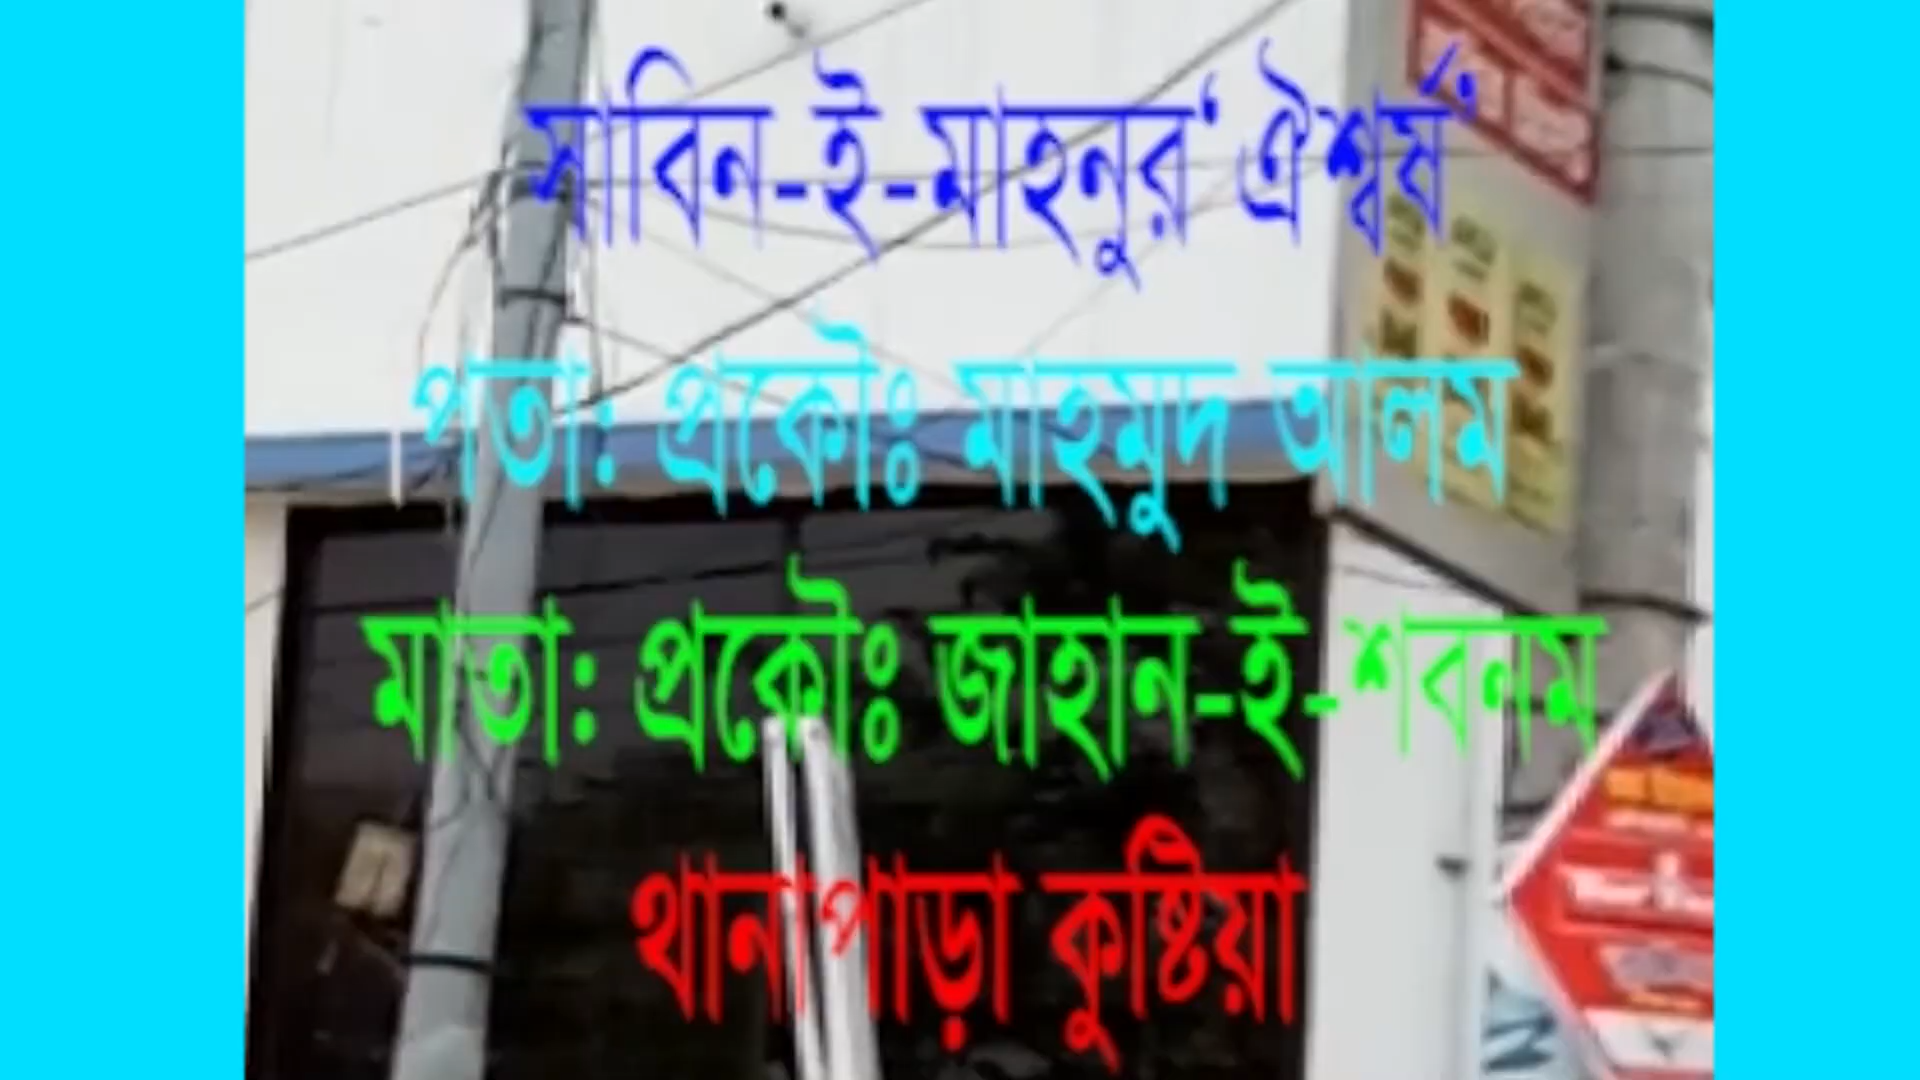 সাবিন-ই-মাহনুর‘ ঐশ্বর্য’
পিতা: প্রকৌঃ মাহমুদ আলম
মাতা: প্রকৌঃ জাহান-ই-শবনম
থানাপাড়া কুষ্টিয়া